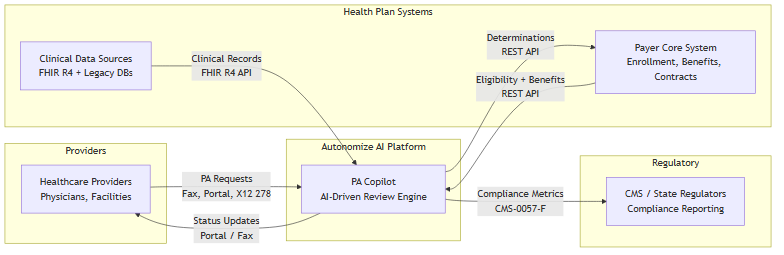 Health Plan Systems
Clinical Data Sources
FHIR R4 + Legacy DBs
Clinical Records
FHIR R4 API
Determinations
REST API
Eligibility + Benefits
REST API
Payer Core System
Enrollment, Benefits,
Contracts
Providers
Healthcare Providers
Physicians, Facilities
PA Requests
Fax, Portal, X12 278
Status Updates
Portal / Fax
Autonomize AI Platform
PA Copilot
AI-Driven Review Engine
Compliance Metrics
CMS-0057-F
Regulatory
CMS / State Regulators
Compliance Reporting